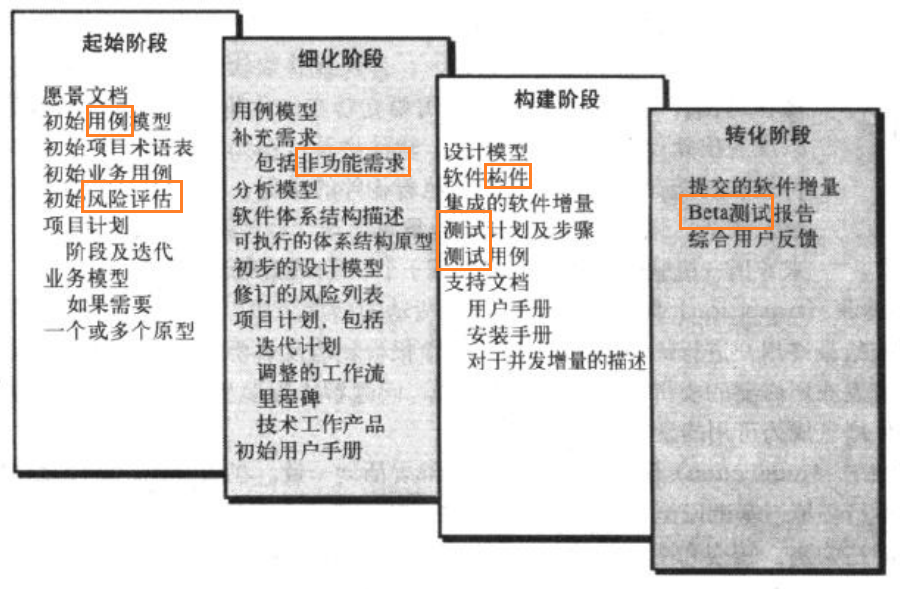 起始阶段
愿景文档
初始用例模型
初始项目术语表
初始业务用例
初始风险评估
项目计划
阶段及迭代
业务模型
如果需要
一个或多个原型
细化阶段
用例模型
补充需求
包括非功能需求
分析模型
软件体系结构描述
可执行的体系结构原型
初步的设计模型
修订的风险列表
项目计划，包括
迭代计划
调整的工作流
里程碑
技术工作产品
初始用户手册
构建阶段
设计模型
软件构件
集成的软件增量
测试计划及步骤
测试用例
支持文档
用户手册
安装手册
对于并发增量的描述
转化阶段
提交的软件增量
Beta测试报告
综合用户反馈